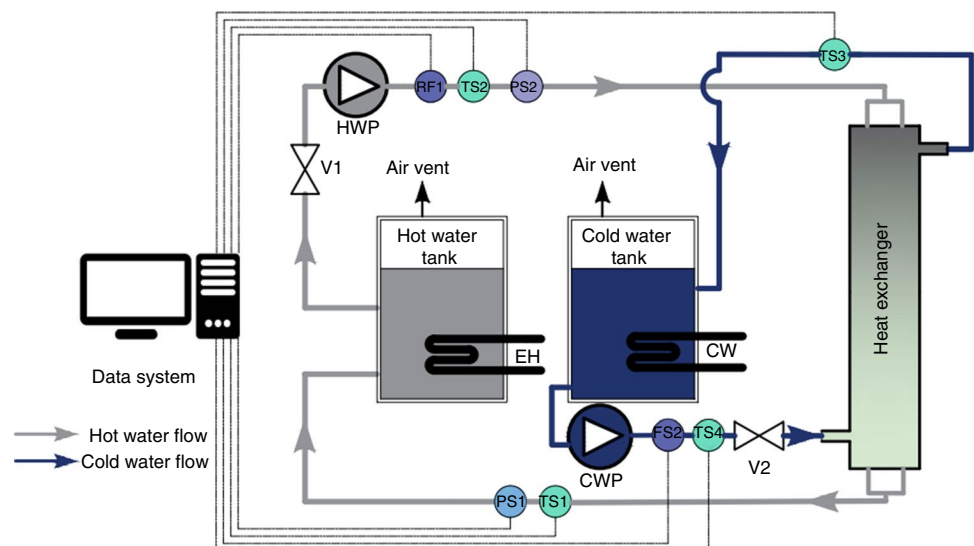 TS3
RF1
TS2
PS2
HWP
V1
Air vent
Air vent
Hot water
tank
Cold water
tank
Heat exchanger
EH
CW
Data system
Hot water flow
Cold water flow
FS2
TS4
CWP
V2
PS1
TS1